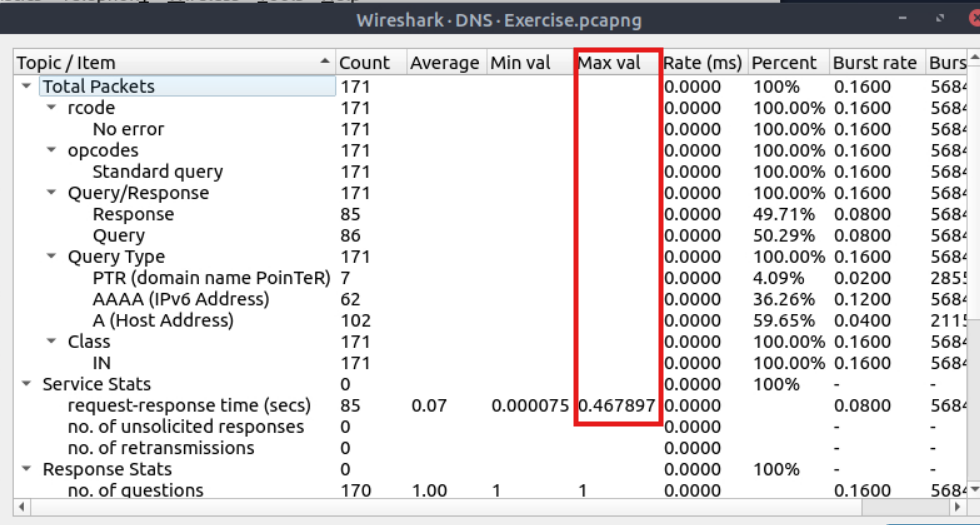 Wireshark · DNS · Exercise.pcapng
Topic / Item Count Average Min val Max val Rate (ms) Percent Burst rate Burs
Total Packets 171 0.0000 100% 0.1600 5684
rcode 171 0.0000 100.00% 0.1600 5684
No error 171 0.0000 100.00% 0.1600 5684
opcodes 171 0.0000 100.00% 0.1600 5684
Standard query 171 0.0000 100.00% 0.1600 5684
Query/Response 171 0.0000 100.00% 0.1600 5684
Response 85 0.0000 49.71% 0.0800 5684
Query 86 0.0000 50.29% 0.0800 5684
Query Type 171 0.0000 100.00% 0.1600 5684
PTR (domain name PoinTeR) 7 0.0000 4.09% 0.0200 2855
AAAA (IPv6 Address) 62 0.0000 36.26% 0.1200 5684
A (Host Address) 102 0.0000 59.65% 0.0400 2115
Class 171 0.0000 100.00% 0.1600 5684
IN 171 0.0000 100.00% 0.1600 5684
Service Stats 0 0.0000 100% - -
request-response time (secs) 85 0.07 0.000075 0.467897 0.0000 0.0800 5684
no. of unsolicited responses 0 0.0000 - -
no. of retransmissions 0 0.0000 - -
Response Stats 0 0.0000 100% - -
no. of questions 170 1.00 1 1 0.0000 0.1600 5684